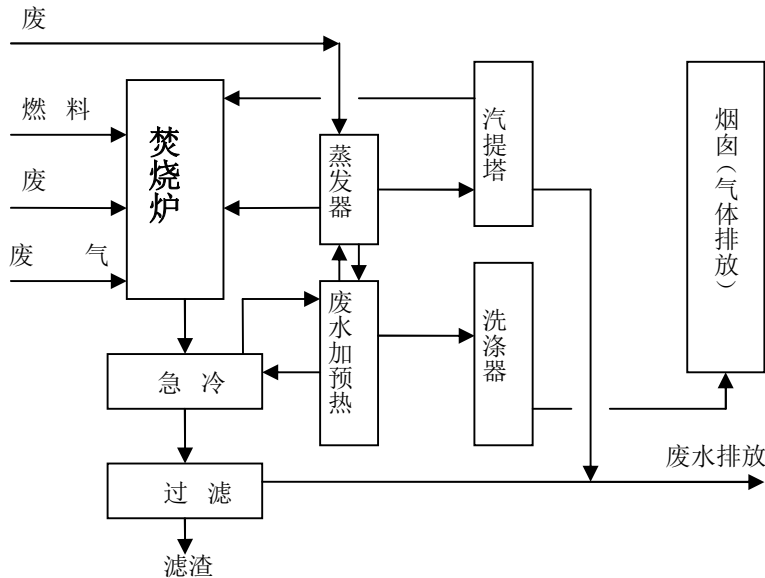 废
燃 料
废
废 气
焚烧炉
蒸发器
汽提塔
烟囱（气体排放）
废水加预热
洗涤器
急 冷
过 滤
废水排放
滤渣